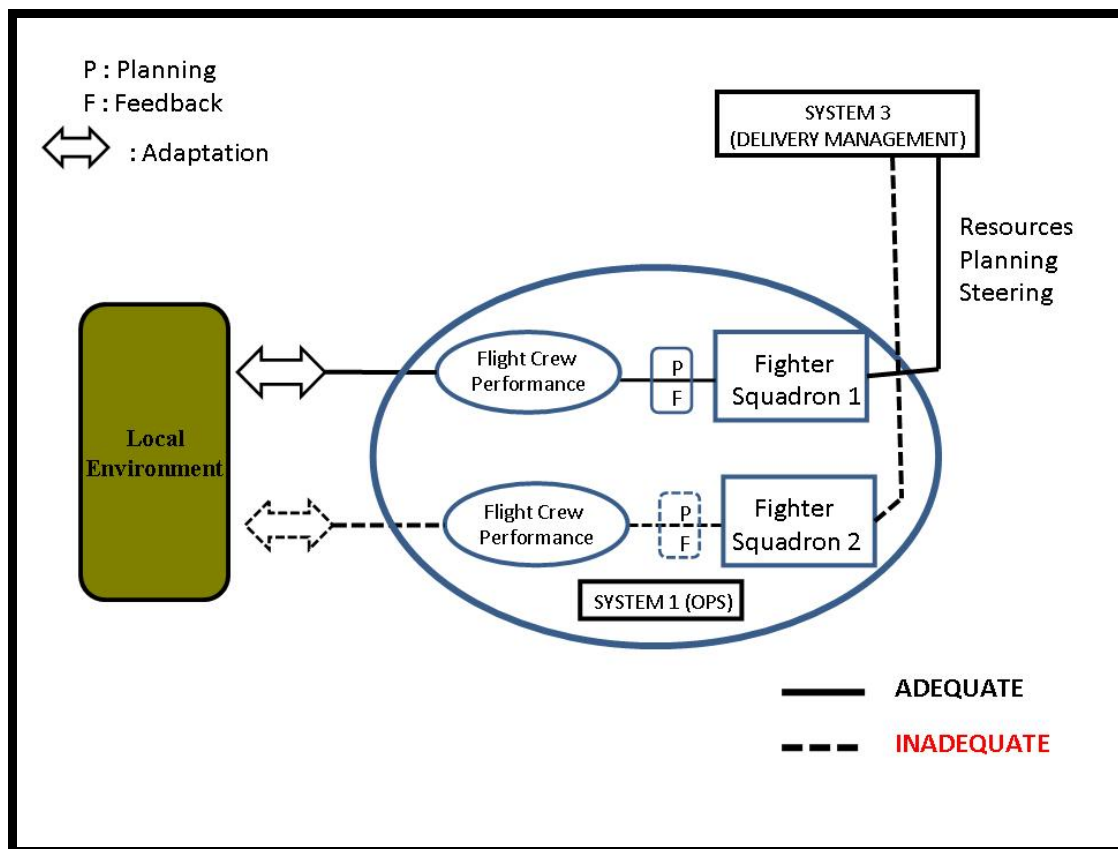 P : Planning
F : Feedback
: Adaptation
SYSTEM 3
(DELIVERY MANAGEMENT)
Resources
Planning
Steering
Local
Environment
Flight Crew
Performance
P
F
Fighter
Squadron 1
Flight Crew
Performance
P
F
Fighter
Squadron 2
SYSTEM 1 (OPS)
ADEQUATE
INADEQUATE